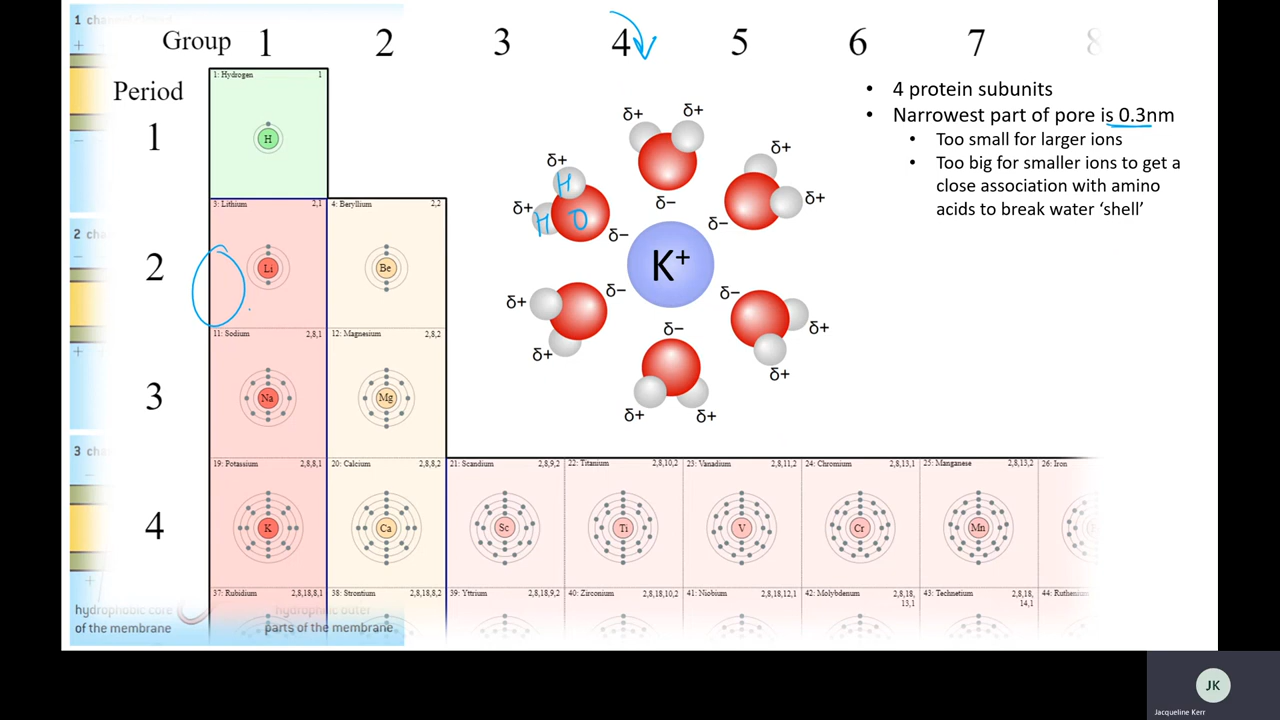 1 cha
Group 1 2 3 4 5 6 7 8
Period
1 2 3 4
1: Hydrogen 1
H
3: Lithium 2,1
Li
4: Beryllium 2,2
Be
11: Sodium 2,8,1
Na
12: Magnesium 2,8,2
Mg
19: Potassium 2,8,8,1
K
20: Calcium 2,8,8,2
Ca
21: Scandium 2,8,9,2
Sc
22: Titanium 2,8,10,2
Ti
23: Vanadium 2,8,11,2
V
24: Chromium 2,8,13,1
Cr
25: Manganese 2,8,13,2
Mn
26: Iron
37: Rubidium 2,8,18,8,1
38: Strontium 2,8,18,8,2
39: Yttrium 2,8,18,9,2
40: Zirconium 2,8,18,10,2
41: Niobium 2,8,18,12,1
42: Molybdenum 2,8,18,
13,1
43: Technetium 2,8,18,
14,1
44: Ruthenium
2 cha
3 cha
hydrophobic core
of the membrane
hydrophilic outer
parts of the membrane
δ+ δ+
δ−
δ+ δ+
δ−
δ+ δ+
δ−
H
H O
K+
δ+ δ+
δ−
δ+ δ+
δ−
δ− 
δ+ δ+
• 4 protein subunits
• Narrowest part of pore is 0.3nm
• Too small for larger ions
• Too big for smaller ions to get a
close association with amino
acids to break water ‘shell’
JK
Jacqueline Kerr